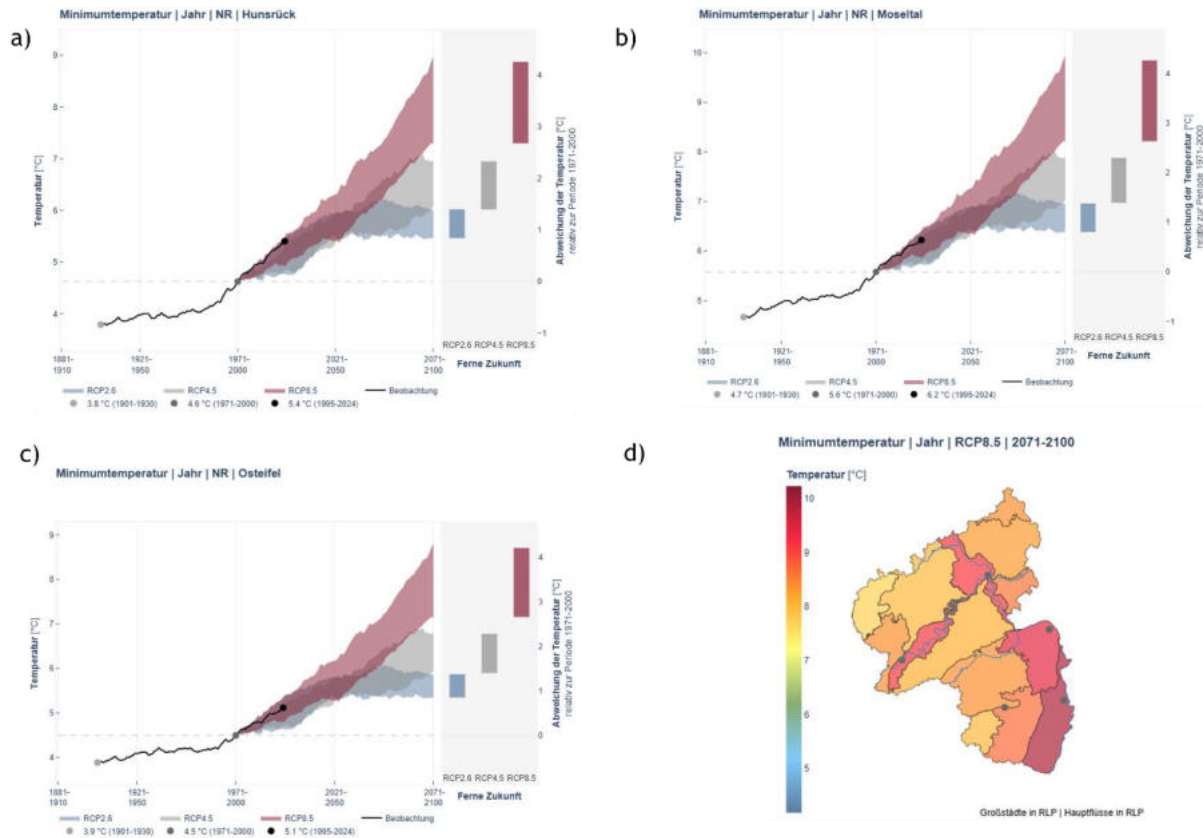 a)
Minimumtemperatur | Jahr | NR | Hunsrück
Temperatur [°C]
9
8
7
6
5
4
1881-
1910
1921-
1950
1971-
2000
2021-
2050
2071-
2100
Abweichung der Temperatur [°C]
relativ zur Periode 1971-2000
4
3
2
1
0
-1
RCP2.6 RCP4.5 RCP8.5
Ferne Zukunft
RCP2.6 RCP4.5 RCP8.5 Beobachtung
3.8 °C (1901-1930) 4.6 °C (1971-2000) 5.4 °C (1995-2024)
b)
Minimumtemperatur | Jahr | NR | Moseltal
Temperatur [°C]
10
9
8
7
6
5
1881-
1910
1921-
1950
1971-
2000
2021-
2050
2071-
2100
Abweichung der Temperatur [°C]
relativ zur Periode 1971-2000
4
3
2
1
0
-1
RCP2.6 RCP4.5 RCP8.5
Ferne Zukunft
RCP2.6 RCP4.5 RCP8.5 Beobachtung
4.7 °C (1901-1930) 5.6 °C (1971-2000) 6.2 °C (1995-2024)
c)
Minimumtemperatur | Jahr | NR | Osteifel
Temperatur [°C]
9
8
7
6
5
4
1881-
1910
1921-
1950
1971-
2000
2021-
2050
2071-
2100
Abweichung der Temperatur [°C]
relativ zur Periode 1971-2000
4
3
2
1
0
RCP2.6 RCP4.5 RCP8.5
Ferne Zukunft
RCP2.6 RCP4.5 RCP8.5 Beobachtung
3.9 °C (1901-1930) 4.5 °C (1971-2000) 5.1 °C (1995-2024)
d)
Minimumtemperatur | Jahr | RCP8.5 | 2071-2100
Temperatur [°C]
10
9
8
7
6
5
Großstädte in RLP | Hauptflüsse in RLP